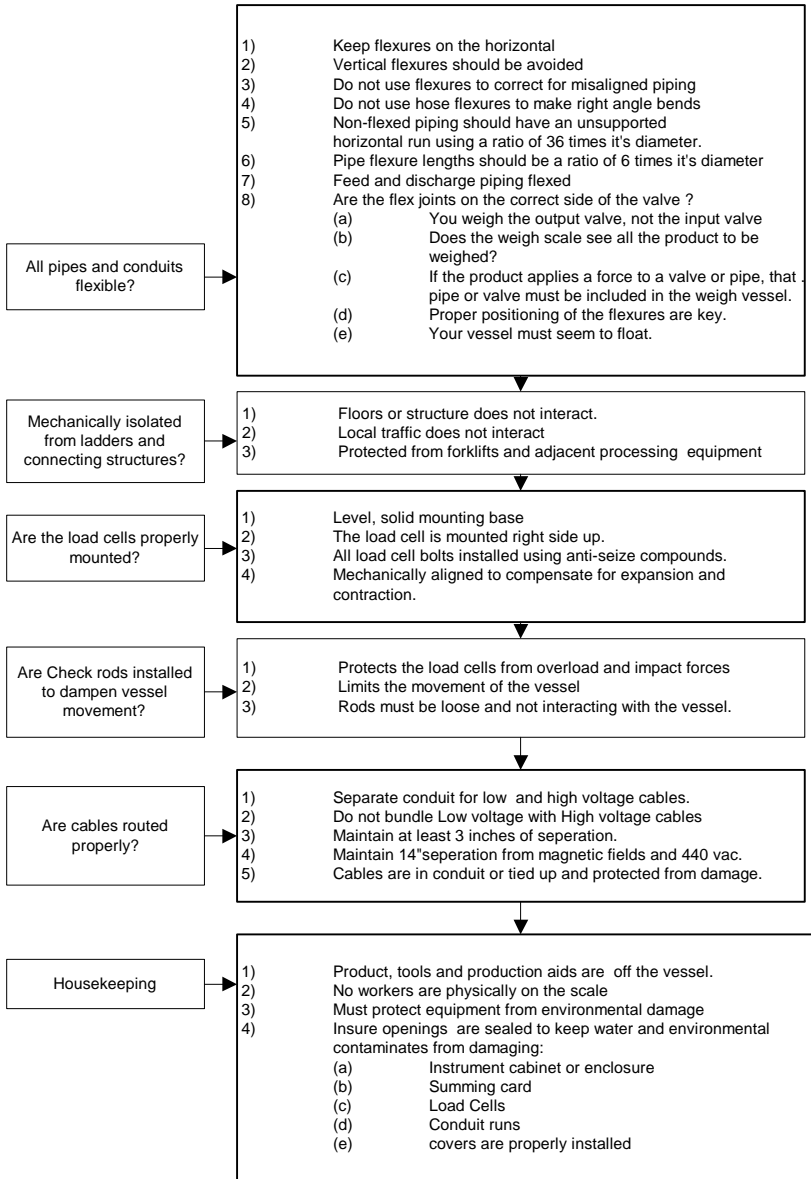 1) Keep flexures on the horizontal
2) Vertical flexures should be avoided
3) Do not use flexures to correct for misaligned piping
4) Do not use hose flexures to make right angle bends
5) Non-flexed piping should have an unsupported
horizontal run using a ratio of 36 times it's diameter.
6) Pipe flexure lengths should be a ratio of 6 times it's diameter
7) Feed and discharge piping flexed
8) Are the flex joints on the correct side of the valve ?
(a) You weigh the output valve, not the input valve
(b) Does the weigh scale see all the product to be
weighed?
(c) If the product applies a force to a valve or pipe, that .
pipe or valve must be included in the weigh vessel.
(d) Proper positioning of the flexures are key.
(e) Your vessel must seem to float.
All pipes and conduits
flexible?
Mechanically isolated
from ladders and
connecting structures?
1) Floors or structure does not interact.
2) Local traffic does not interact
3) Protected from forklifts and adjacent processing equipment
Are the load cells properly
mounted?
1) Level, solid mounting base
2) The load cell is mounted right side up.
3) All load cell bolts installed using anti-seize compounds.
4) Mechanically aligned to compensate for expansion and
contraction.
Are Check rods installed
to dampen vessel
movement?
1) Protects the load cells from overload and impact forces
2) Limits the movement of the vessel
3) Rods must be loose and not interacting with the vessel.
Are cables routed
properly?
1) Separate conduit for low and high voltage cables.
2) Do not bundle Low voltage with High voltage cables
3) Maintain at least 3 inches of seperation.
4) Maintain 14"seperation from magnetic fields and 440 vac.
5) Cables are in conduit or tied up and protected from damage.
Housekeeping
1) Product, tools and production aids are off the vessel.
2) No workers are physically on the scale
3) Must protect equipment from environmental damage
4) Insure openings are sealed to keep water and environmental
contaminates from damaging:
(a) Instrument cabinet or enclosure
(b) Summing card
(c) Load Cells
(d) Conduit runs
(e) covers are properly installed